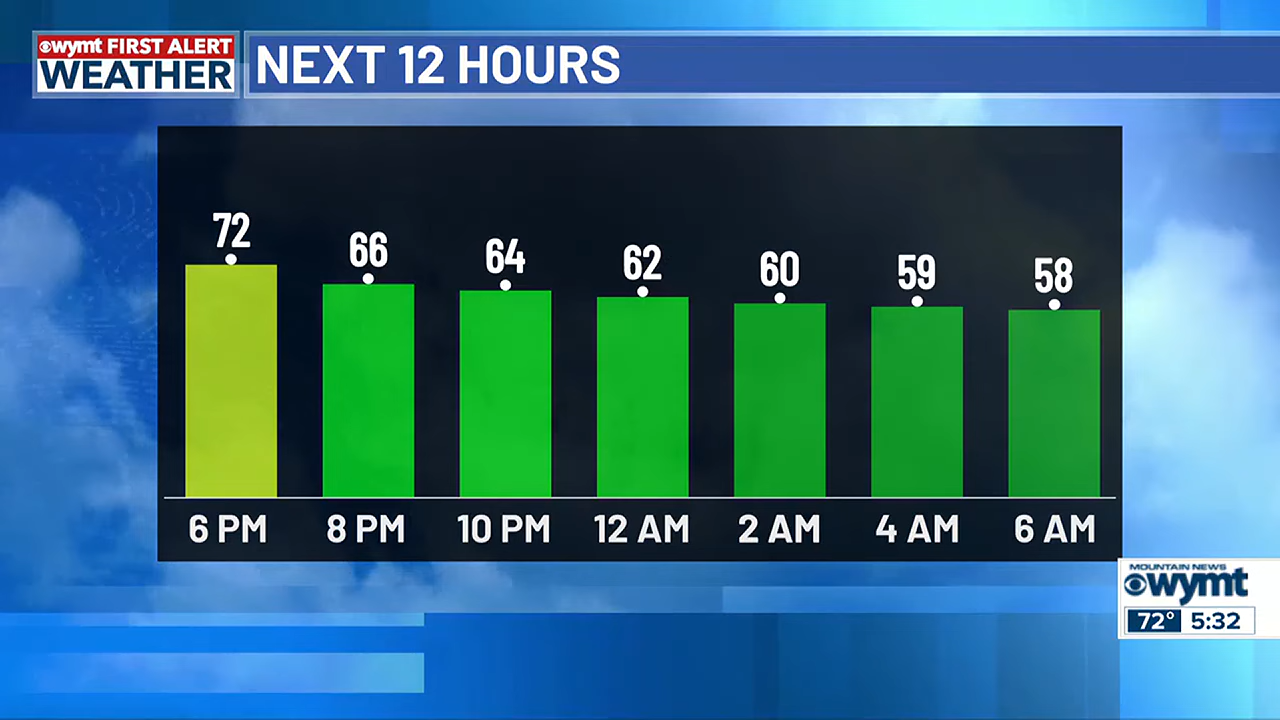 wymt FIRST ALERT
WEATHER
NEXT 12 HOURS
72 66 64 62 60 59 58
6 PM 8 PM 10 PM 12 AM 2 AM 4 AM 6 AM
MOUNTAIN NEWS
wymt
72° 5:32